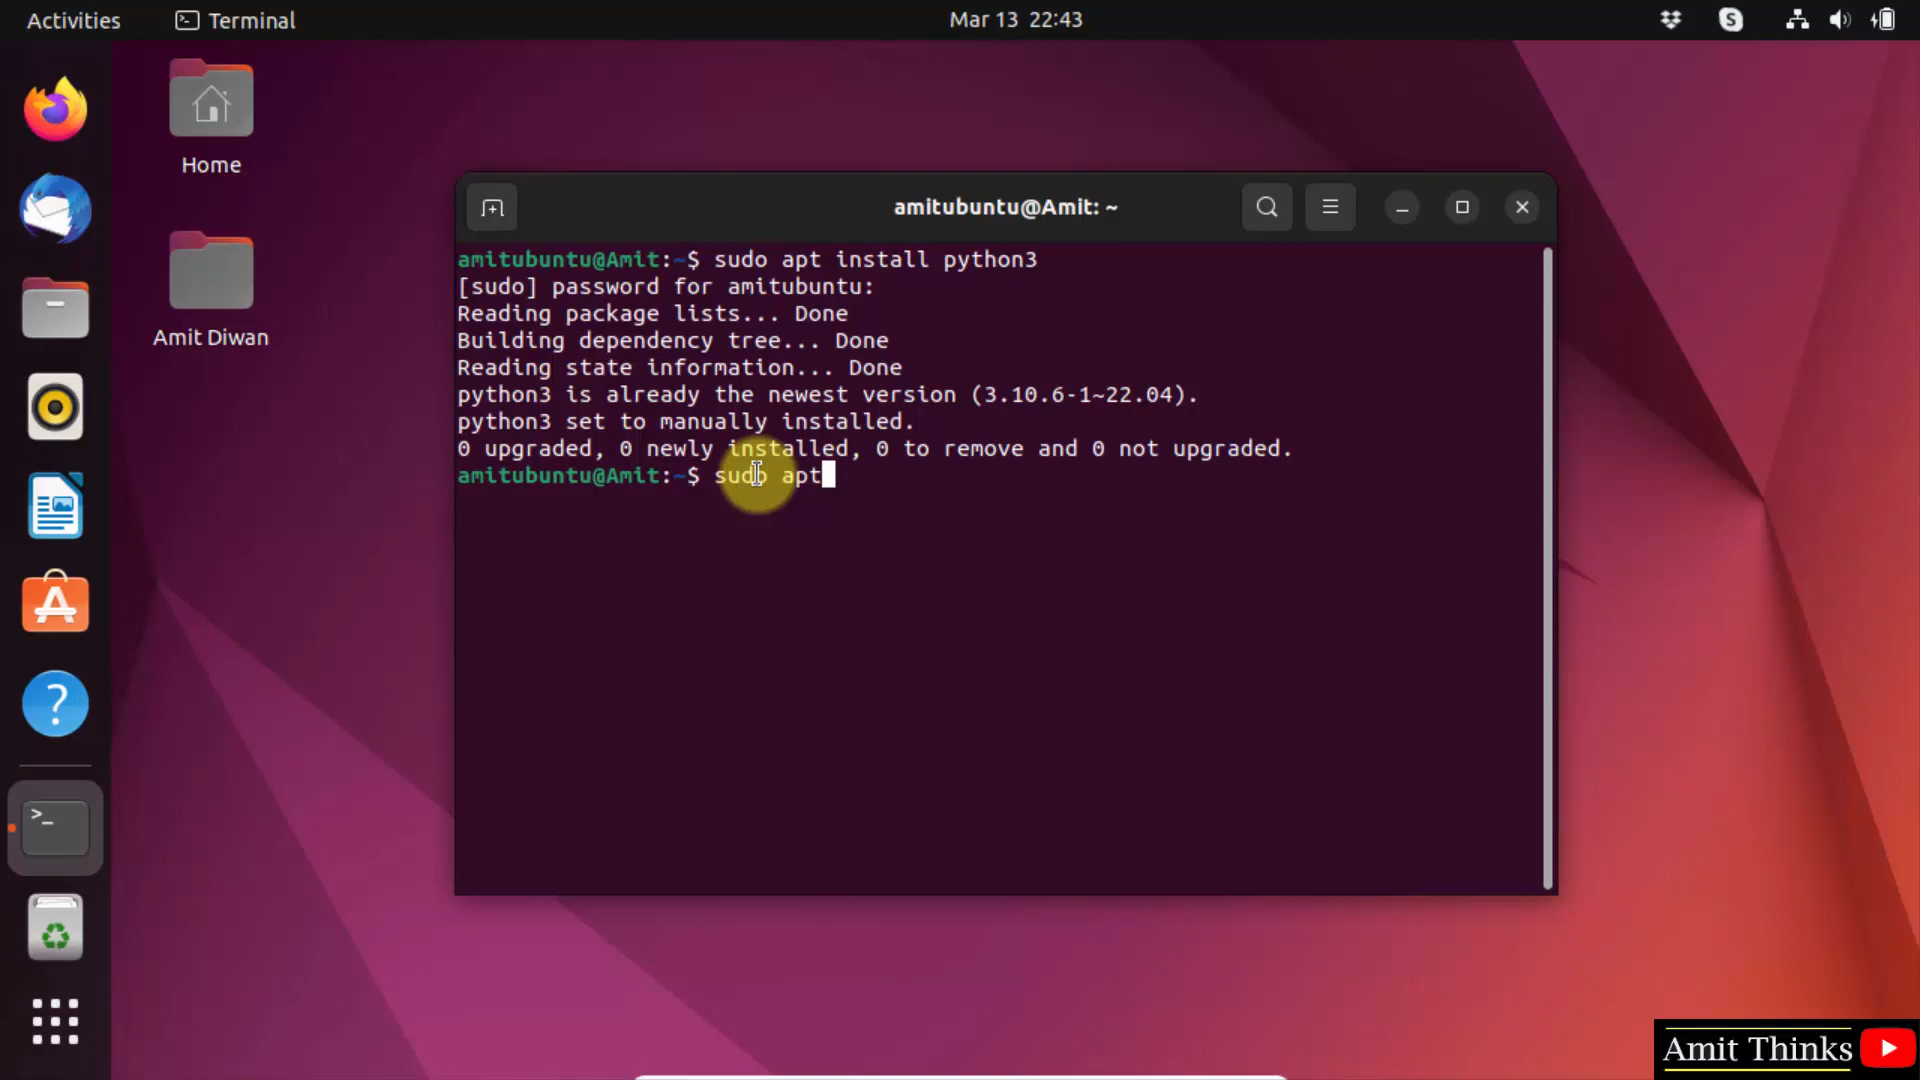 Activities
Terminal
Mar 13 22:43
Home
Amit Diwan
amitubuntu@Amit: ~
amitubuntu@Amit:~$ sudo apt install python3
[sudo] password for amitubuntu:
Reading package lists... Done
Building dependency tree... Done
Reading state information... Done
python3 is already the newest version (3.10.6-1~22.04).
python3 set to manually installed.
0 upgraded, 0 newly installed, 0 to remove and 0 not upgraded.
amitubuntu@Amit:~$ sudo apt
Amit Thinks